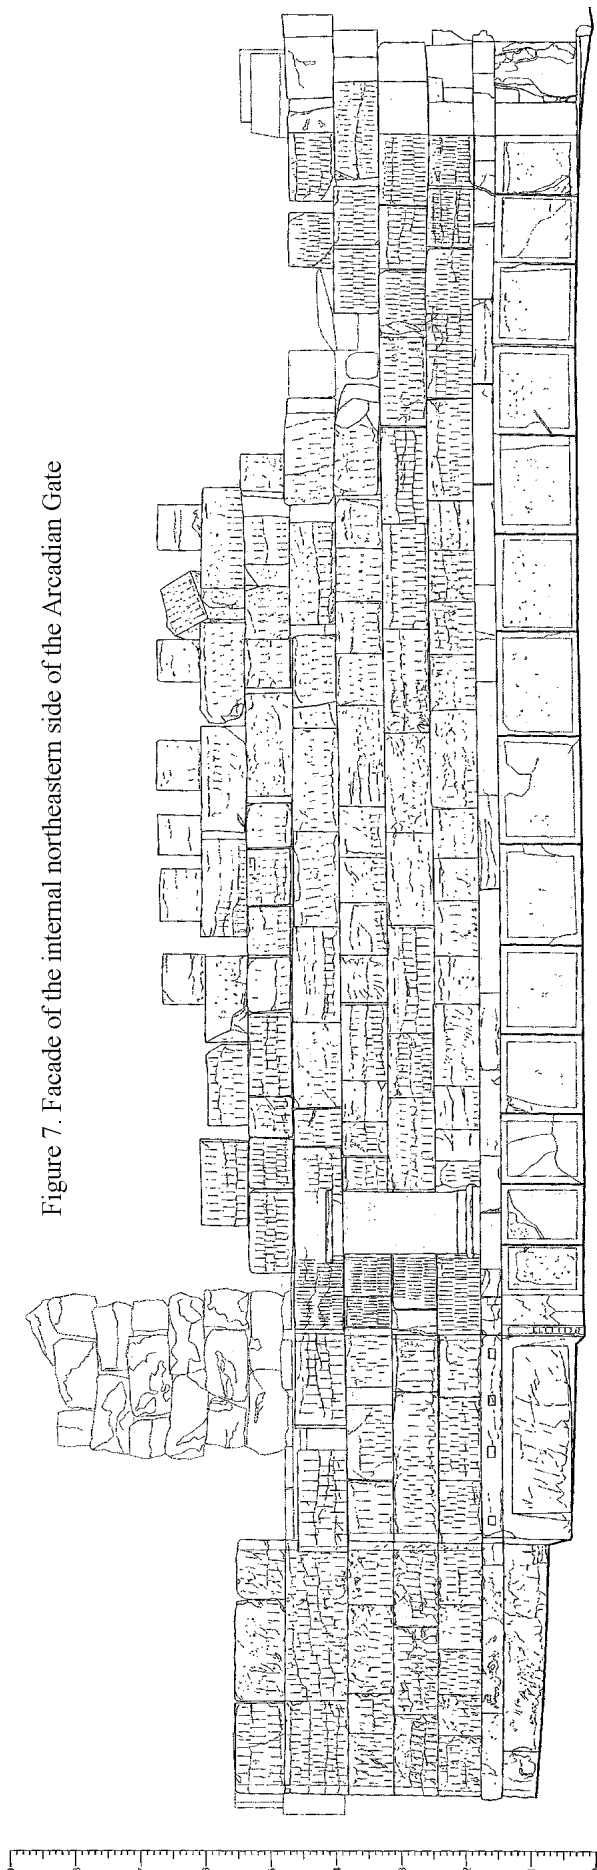 Figure 7. Facade of the internal northeastern side of the Arcadian Gate